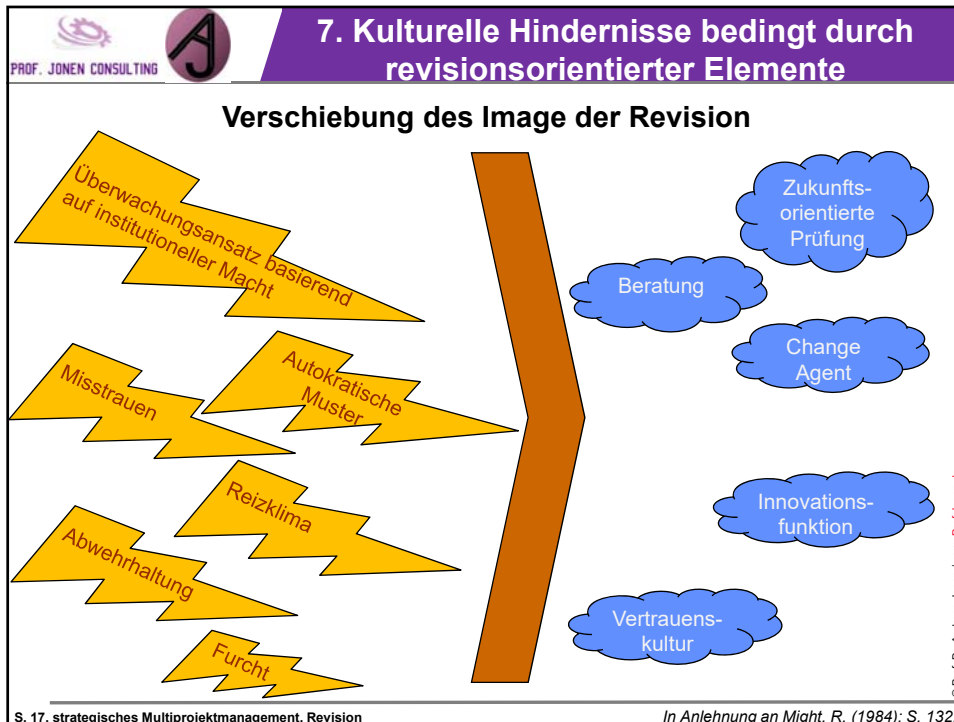 PROF. JONEN CONSULTING
7. Kulturelle Hindernisse bedingt durch
revisionsorientierter Elemente
Verschiebung des Image der Revision
Überwachungsansatz basierend
auf institutioneller Macht
Misstrauen
Autokratische
Muster
Reizklima
Abwehrhaltung
Furcht
Zukunfts-
orientierte
Prüfung
Beratung
Change
Agent
Innovations-
funktion
Vertrauens-
kultur
S. 17, strategisches Multiprojektmanagement, Revision
In Anlehnung an Might, R. (1984): S. 132